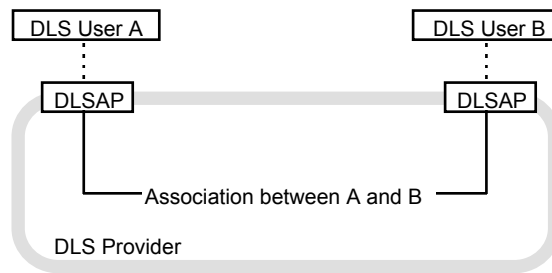 DLS User A
DLS User B
DLSAP
DLSAP
Association between A and B
DLS Provider